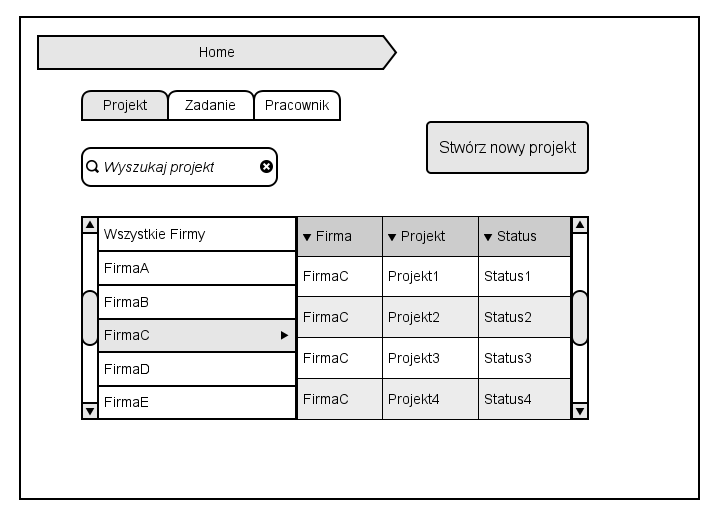 Home
Projekt Zadanie Pracownik
Stwórz nowy projekt
Wyszukaj projekt
Wszystkie Firmy
FirmaA
FirmaB
FirmaC
FirmaD
FirmaE
Firma Projekt Status
FirmaC Projekt1 Status1
FirmaC Projekt2 Status2
FirmaC Projekt3 Status3
FirmaC Projekt4 Status4